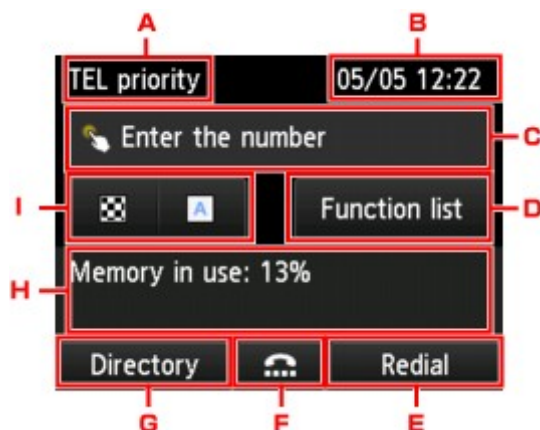 A B
TEL priority 05/05 12:22
Enter the number C
I A Function list D
H Memory in use: 13%
Directory Redial
G F E